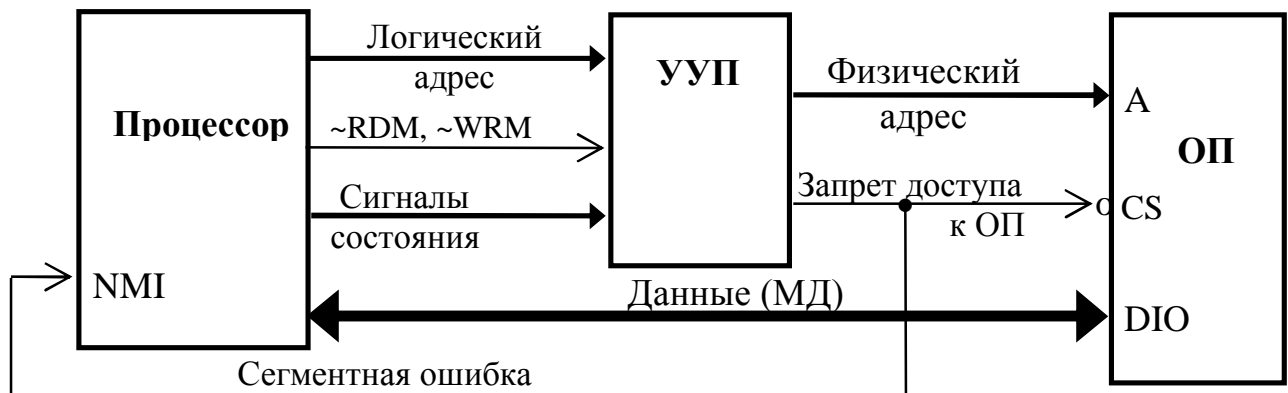 Логический
адрес
УУП
Физический
адрес
A
Процессор
~RDM, ~WRM
ОП
Сигналы
состояния
Запрет доступа
к ОП
CS
NMI
Данные (МД)
DIO
Сегментная ошибка